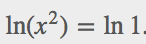 ln(x²) = ln 1.